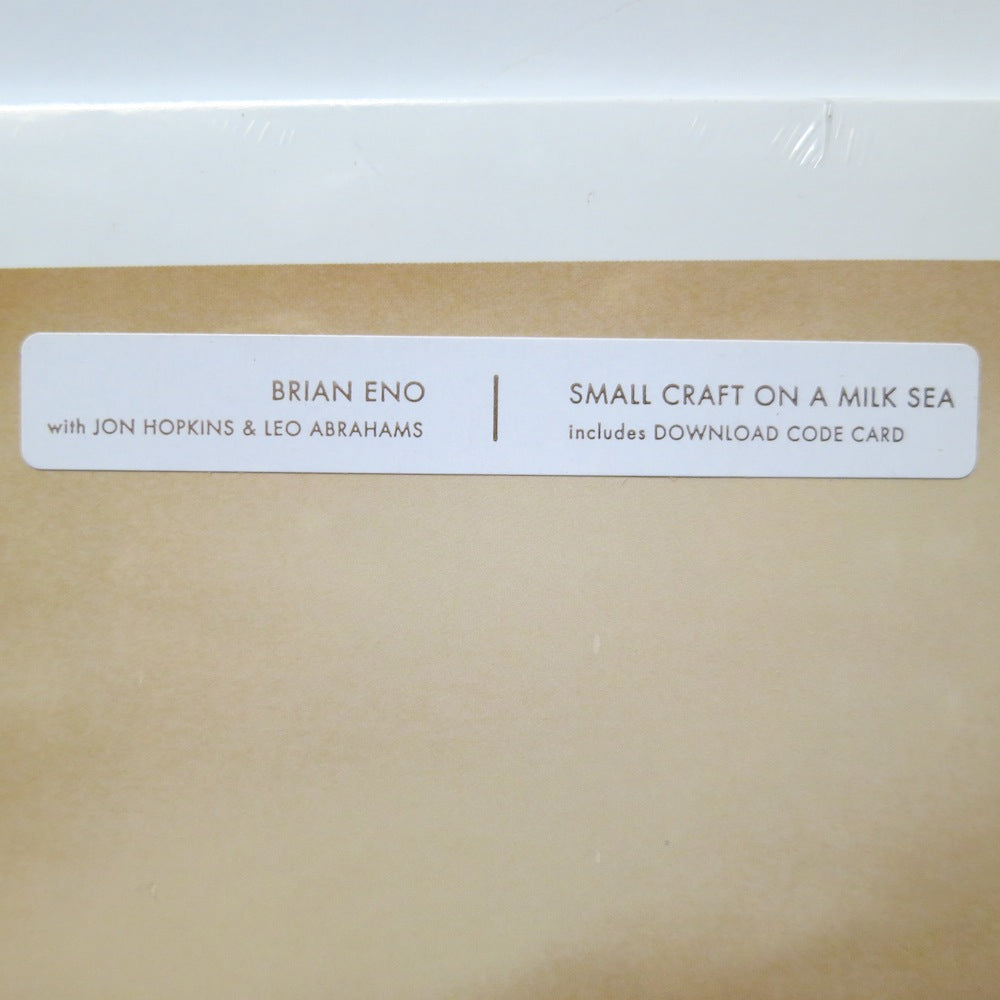 BRIAN ENO
with JON HOPKINS & LEO ABRAHAMS
SMALL CRAFT ON A MILK SEA
includes DOWNLOAD CODE CARD